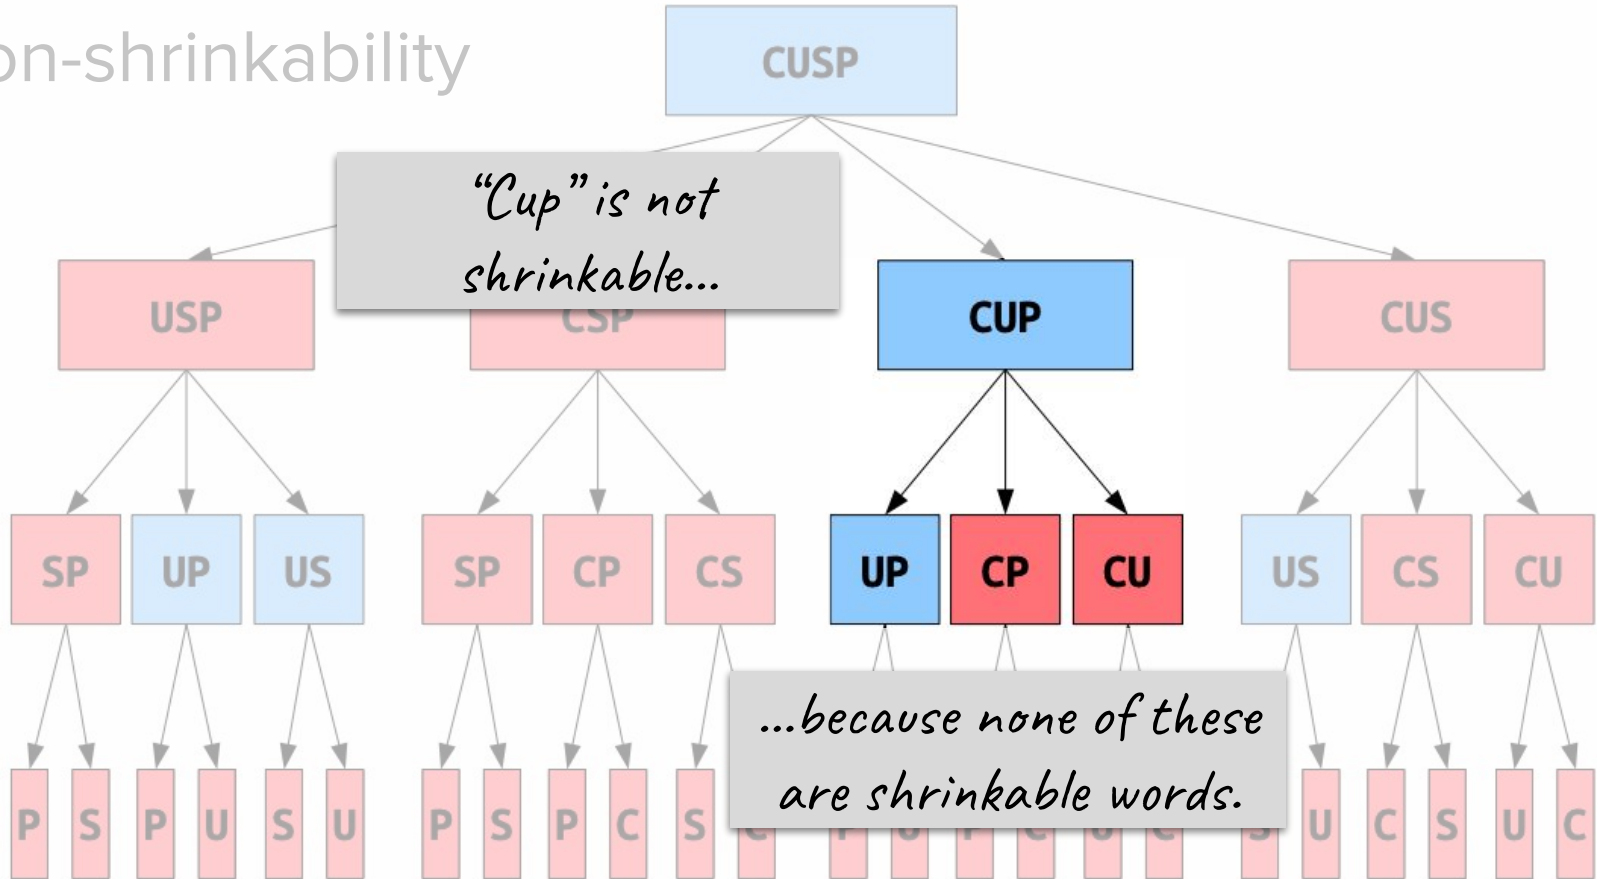 on-shrinkability
CUSP
“Cup” is not
shrinkable...
USP CSP CUP CUS
SP UP US SP CP CS UP CP CU US CS CU
...because none of these
are shrinkable words.
P S P U S U P S P C S C P U P C U C S U C S U C